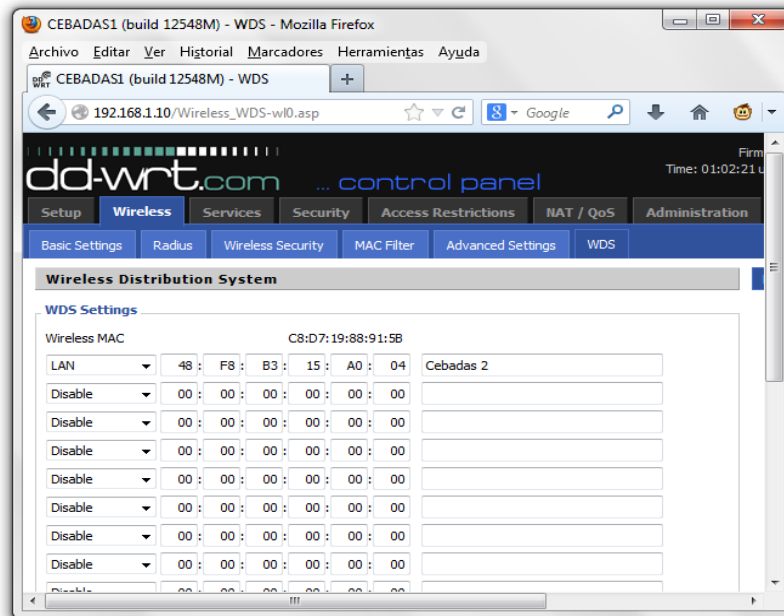 CEBADAS1 (build 12548M) - WDS - Mozilla Firefox
Archivo Editar Ver Historial Marcadores Herramientas Ayuda
DD WRT CEBADAS1 (build 12548M) - WDS
192.168.1.10/Wireless_WDS-wl0.asp Google
Firm
dd-wrt.com ... control panel
Time: 01:02:21 u
Setup Wireless Services Security Access Restrictions NAT / QoS Administration
Basic Settings Radius Wireless Security MAC Filter Advanced Settings WDS
Wireless Distribution System
WDS Settings
Wireless MAC C8:D7:19:88:91:5B
LAN 48 : F8 : B3 : 15 : A0 : 04 Cebadas 2
Disable 00 : 00 : 00 : 00 : 00 : 00
Disable 00 : 00 : 00 : 00 : 00 : 00
Disable 00 : 00 : 00 : 00 : 00 : 00
Disable 00 : 00 : 00 : 00 : 00 : 00
Disable 00 : 00 : 00 : 00 : 00 : 00
Disable 00 : 00 : 00 : 00 : 00 : 00
Disable 00 : 00 : 00 : 00 : 00 : 00